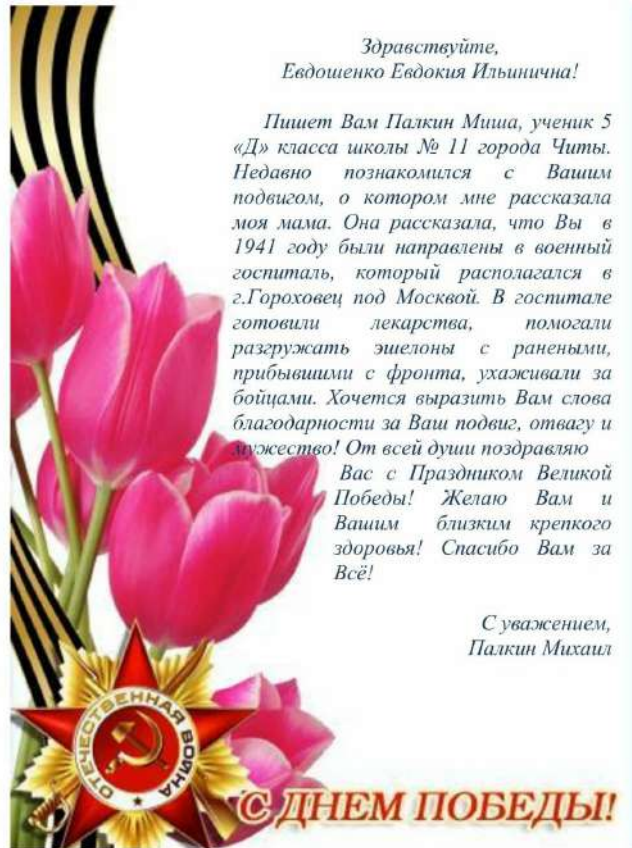 Здравствуйте,
Евдошенко Евдокия Ильинична!
Пишет Вам Палкин Миша, ученик 5
«Д» класса школы № 11 города Читы.
Недавно познакомился с Вашим
подвигом, о котором мне рассказала
моя мама. Она рассказала, что Вы в
1941 году были направлены в военный
госпиталь, который располагался в
г.Гороховец под Москвой. В госпитале
готовили лекарства, помогали
разгружать эшелоны с ранеными,
прибывшими с фронта, ухаживали за
бойцами. Хочется выразить Вам слова
благодарности за Ваш подвиг, отвагу и
мужество! От всей души поздравляю
Вас с Праздником Великой
Победы! Желаю Вам и
Вашим близким крепкого
здоровья! Спасибо Вам за
Всё!
С уважением,
Палкин Михаил
ОТЕЧЕСТВЕННАЯ ВОЙНА
С ДНЕМ ПОБЕДЫ!